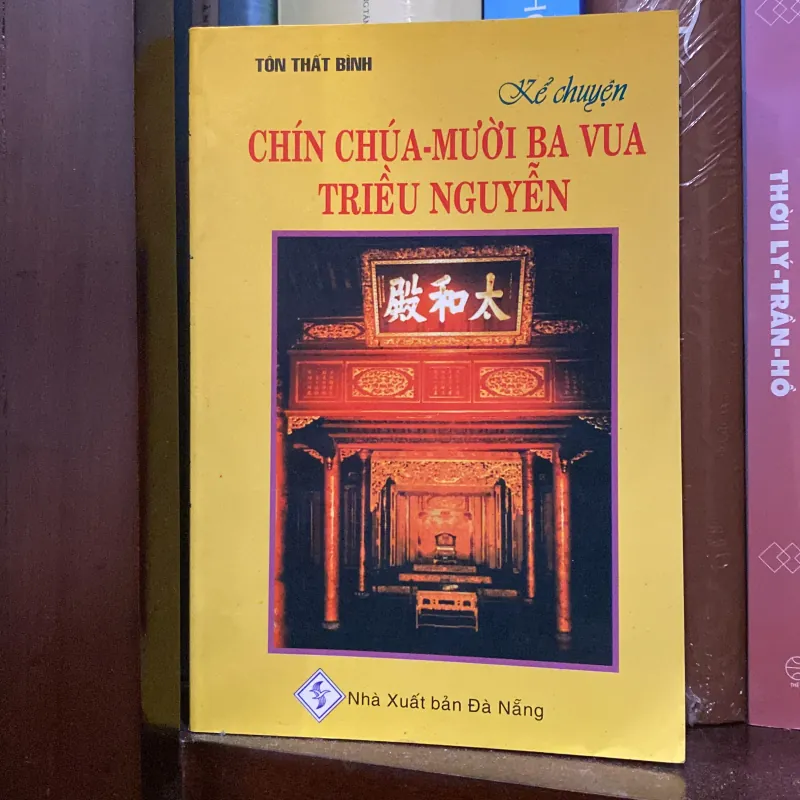 TÔN THẤT BÌNH
Kể chuyện
CHÍN CHÚA-MƯỜI BA VUA
TRIỀU NGUYỄN
太和殿
Nhà Xuất bản Đà Nẵng
THỜI LÝ-TRẦN-HỒ